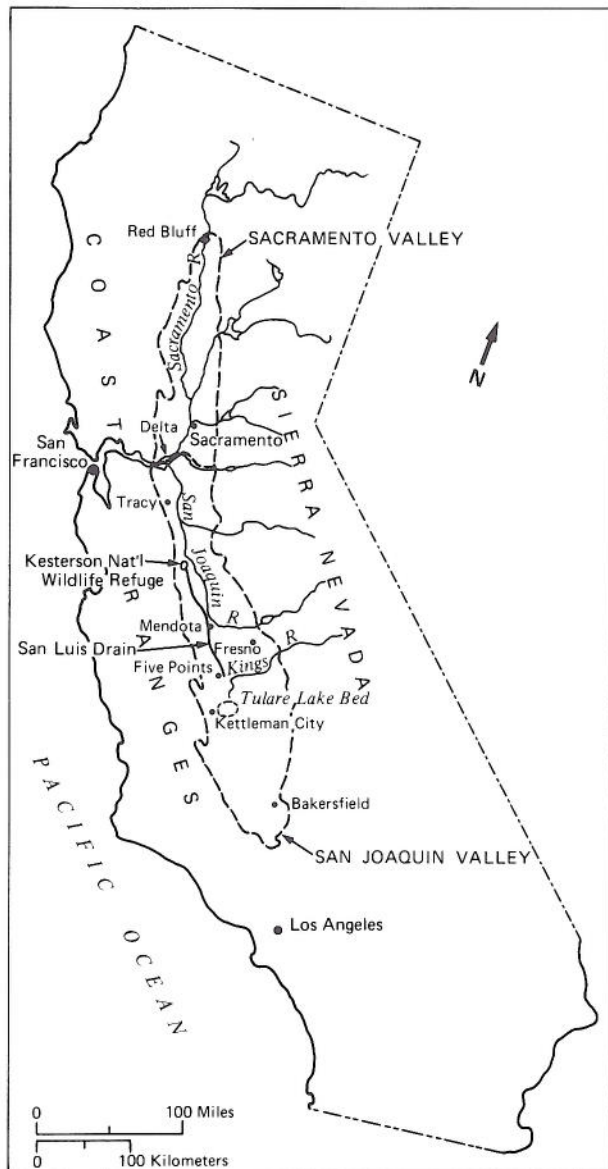 Red Bluff
SACRAMENTO VALLEY
Sacramento R
COAST RANGES
SIERRA NEVADA
N
Delta
Sacramento
San
Francisco
Tracy
San Joaquin R
Kesterson Nat'l
Wildlife Refuge
Mendota
San Luis Drain
Fresno
Five Points
Kings R
Tulare Lake Bed
Kettleman City
PACIFIC OCEAN
Bakersfield
SAN JOAQUIN VALLEY
Los Angeles
0 100 Miles
0 100 Kilometers